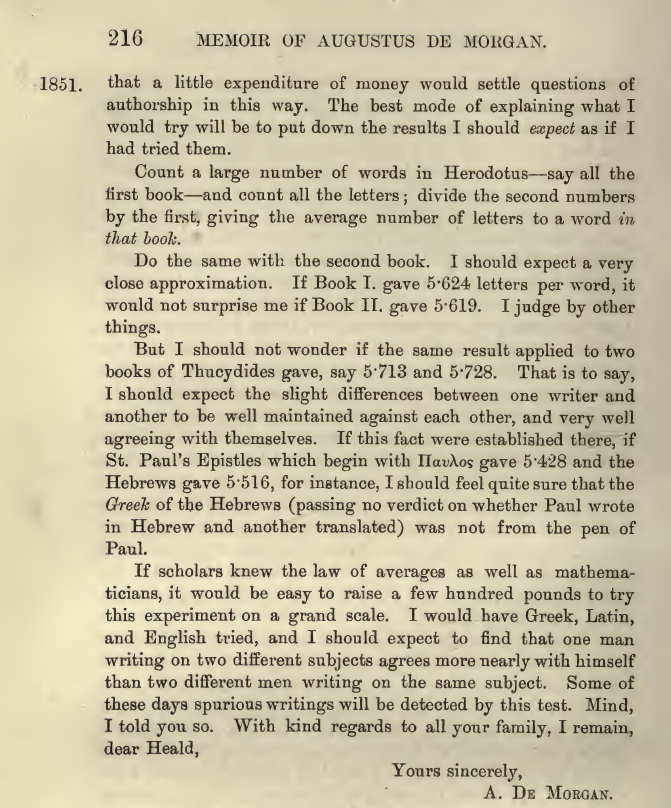 216 MEMOIR OF AUGUSTUS DE MORGAN.
1851. that a little expenditure of money would settle questions of
authorship in this way. The best mode of explaining what I
would try will be to put down the results I should expect as if I
had tried them.
Count a large number of words in Herodotus—say all the
first book—and count all the letters; divide the second numbers
by the first, giving the average number of letters to a word in
that book.
Do the same with the second book. I should expect a very
close approximation. If Book I. gave 5·624 letters per word, it
would not surprise me if Book II. gave 5·619. I judge by other
things.
But I should not wonder if the same result applied to two
books of Thucydides gave, say 5·713 and 5·728. That is to say,
I should expect the slight differences between one writer and
another to be well maintained against each other, and very well
agreeing with themselves. If this fact were established there, if
St. Paul's Epistles which begin with Παυλος gave 5·428 and the
Hebrews gave 5·516, for instance, I should feel quite sure that the
Greek of the Hebrews (passing no verdict on whether Paul wrote
in Hebrew and another translated) was not from the pen of
Paul.
If scholars knew the law of averages as well as mathema-
ticians, it would be easy to raise a few hundred pounds to try
this experiment on a grand scale. I would have Greek, Latin,
and English tried, and I should expect to find that one man
writing on two different subjects agrees more nearly with himself
than two different men writing on the same subject. Some of
these days spurious writings will be detected by this test. Mind,
I told you so. With kind regards to all your family, I remain,
dear Heald,
Yours sincerely,
A. DE MORGAN.